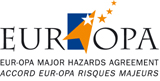 EUR OPA
EUR-OPA MAJOR HAZARDS AGREEMENT
ACCORD EUR-OPA RISQUES MAJEURS